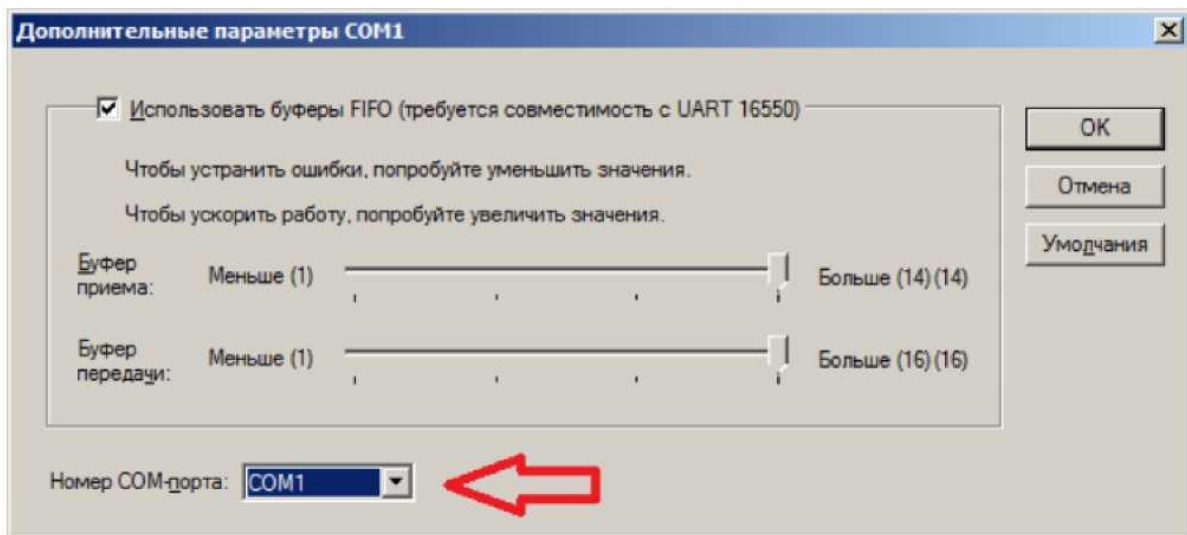 Дополнительные параметры COM1
Использовать буферы FIFO (требуется совместимость с UART 16550)
OK
Чтобы устранить ошибки, попробуйте уменьшить значения.
Отмена
Чтобы ускорить работу, попробуйте увеличить значения.
Умолчания
Буфер приема:
Меньше (1)
Больше (14) (14)
Буфер передачи:
Меньше (1)
Больше (16) (16)
Номер COM-порта: COM1